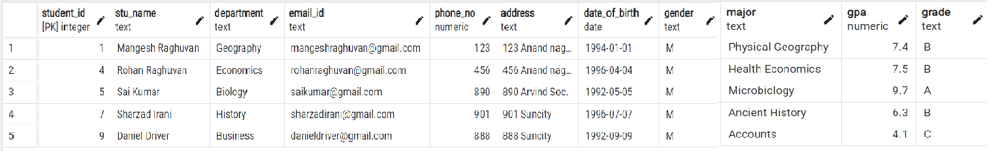 student_id stu_name department email_id phone_no address date_of_birth gender major gpa grade
[PK] integer text text text numeric text date text text numeric text
1 1 Mangesh Raghuvan Geography mangeshraghuvan@gmail.com 123 123 Anand nag... 1994-01-01 M Physical Geography 7.4 B
2 4 Rohan Raghuvan Economics rohanraghuvan@gmail.com 456 456 Anand nag... 1996-04-04 M Health Economics 7.5 B
3 5 Sai Kumar Biology saikumar@gmail.com 890 890 Arvind Soc. 1992-05-05 M Microbiology 9.7 A
4 7 Sharzad Irani History sharzadirani@gmail.com 901 901 Suncity 1996-07-07 M Ancient History 6.3 B
5 9 Daniel Driver Business danieldriver@gmail.com 888 888 Suncity 1992-09-09 M Accounts 4.1 C